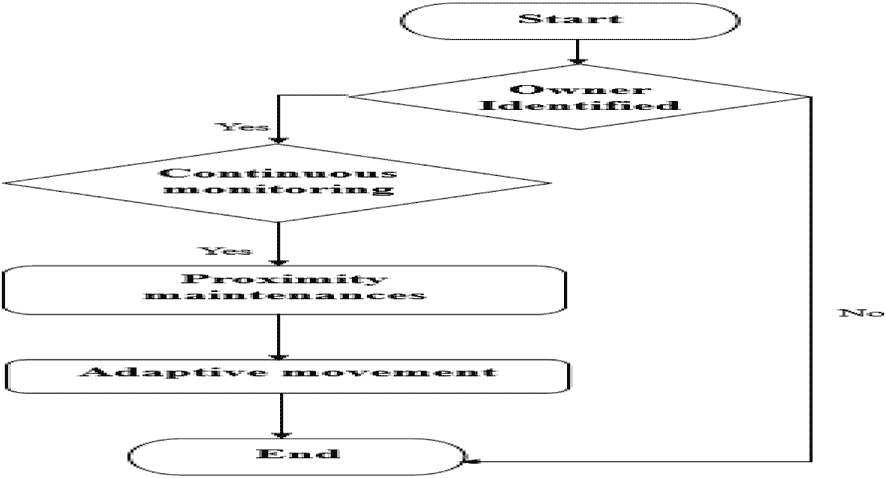 Start
Owner
Identified
Yes
Continuous
monitoring
Yes
Proximity
maintenances
No
Adaptive movement
End